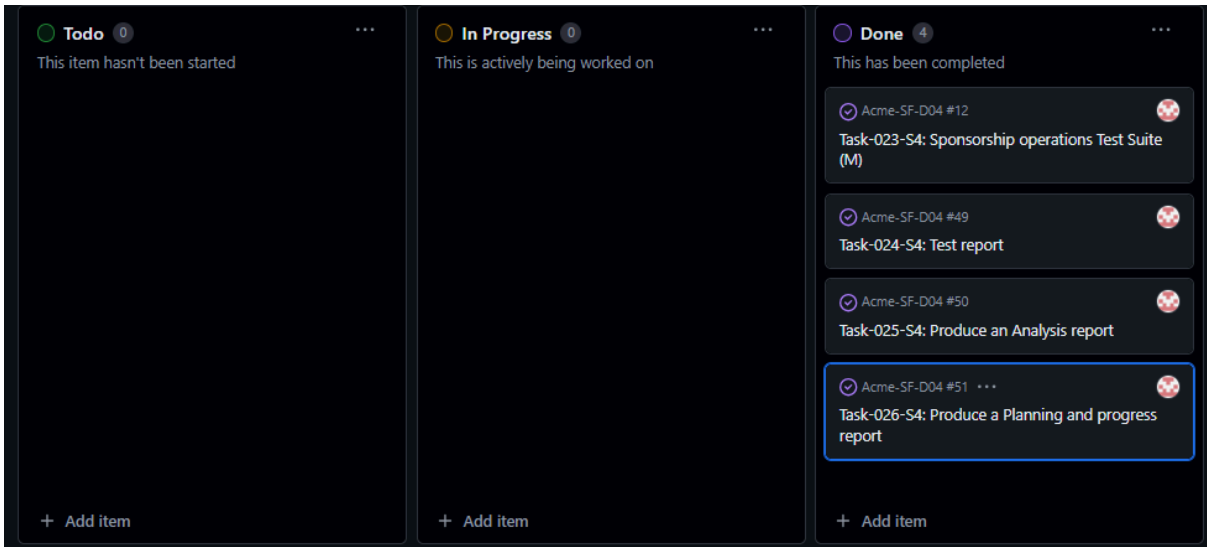 Todo 0
This item hasn't been started
In Progress 0
This is actively being worked on
Done 4
This has been completed
Acme-SF-D04 #12
Task-023-S4: Sponsorship operations Test Suite
(M)
Acme-SF-D04 #49
Task-024-S4: Test report
Acme-SF-D04 #50
Task-025-S4: Produce an Analysis report
Acme-SF-D04 #51
Task-026-S4: Produce a Planning and progress
report
+ Add item
+ Add item
+ Add item